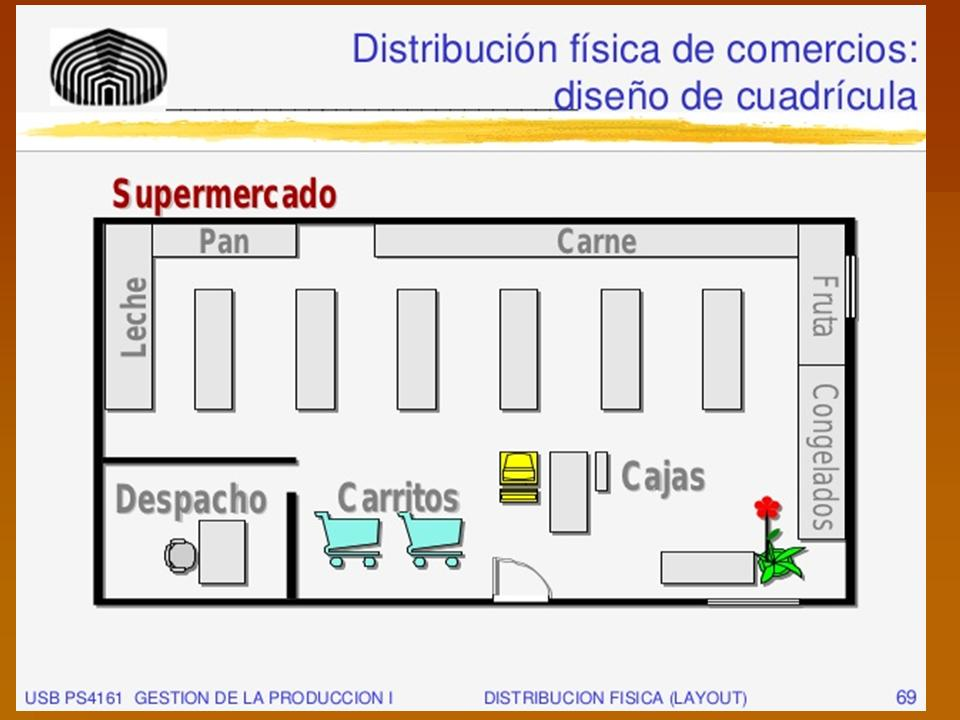 Distribución física de comercios:
diseño de cuadrícula
Supermercado
Pan
Carne
Leche
Fruta
Congelados
Cajas
Despacho
Carritos
USB PS4161 GESTION DE LA PRODUCCION I
DISTRIBUCION FISICA (LAYOUT)
69